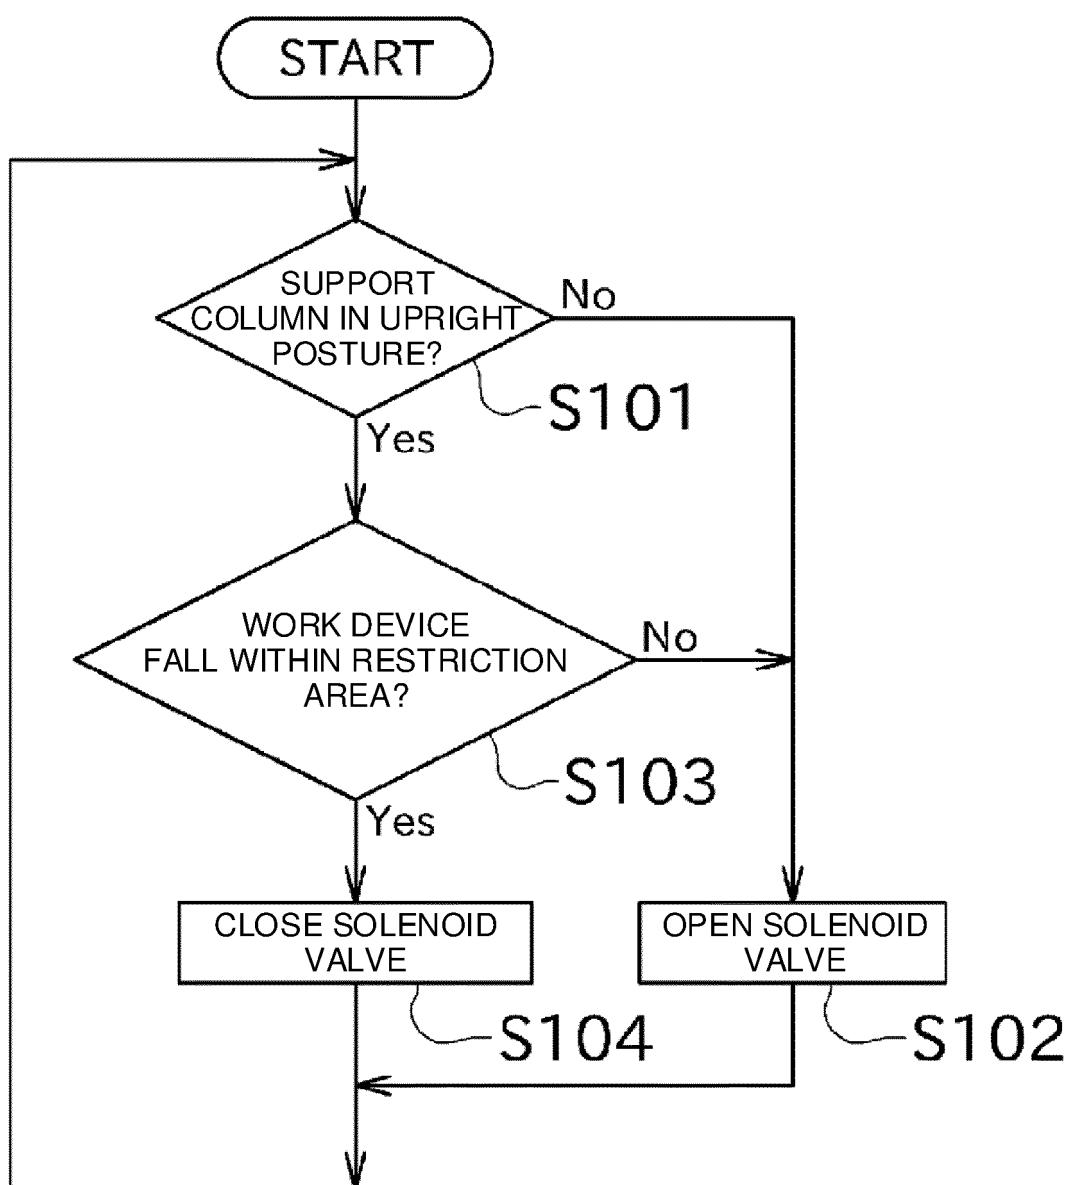 START
SUPPORT
COLUMN IN UPRIGHT
POSTURE?
No
S101
Yes
WORK DEVICE
FALL WITHIN RESTRICTION
AREA?
No
S103
Yes
CLOSE SOLENOID
VALVE
S104
OPEN SOLENOID
VALVE
S102